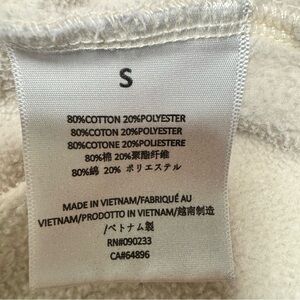 S
80%COTTON 20%POLYESTER
80%COTON 20%POLYESTER
80%COTONE 20%POLIESTERE
80%棉 20%聚酯纤维
80%綿 20% ポリエステル
MADE IN VIETNAM/FABRIQUÉ AU
VIETNAM/PRODOTTO IN VIETNAM/越南制造
/ベトナム製
RN#090233
CA#64896